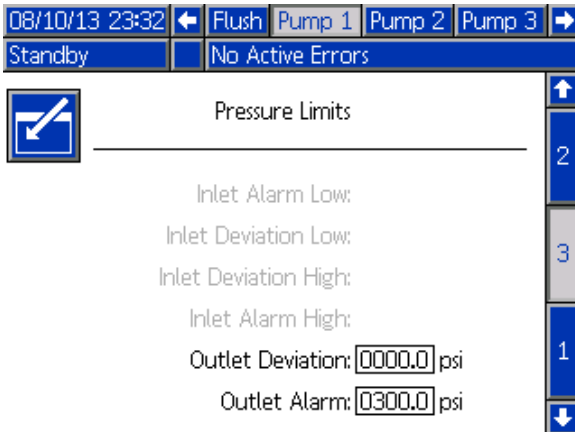 08/10/13 23:32 Flush Pump 1 Pump 2 Pump 3
Standby No Active Errors
Pressure Limits
2
Inlet Alarm Low:
Inlet Deviation Low:
3
Inlet Deviation High:
Inlet Alarm High:
Outlet Deviation: 0000.0 psi
1
Outlet Alarm: 0300.0 psi